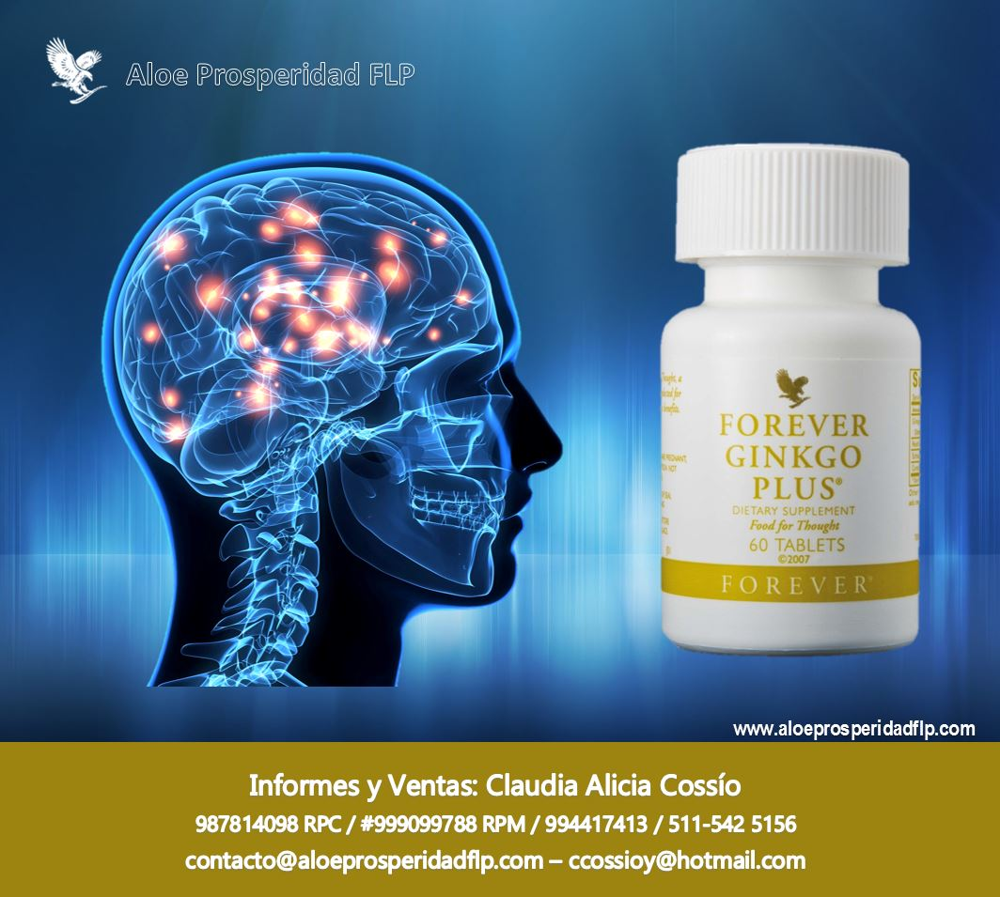 Aloe Prosperidad FLP
FOREVER
GINKGO
PLUS®
DIETARY SUPPLEMENT
Food for Thought
60 TABLETS
©2007
FOREVER®
www.aloeprosperidadflp.com
Informes y Ventas: Claudia Alicia Cossío
987814098 RPC / #999099788 RPM / 994417413 / 511-542 5156
contacto@aloeprosperidadflp.com – ccossioy@hotmail.com